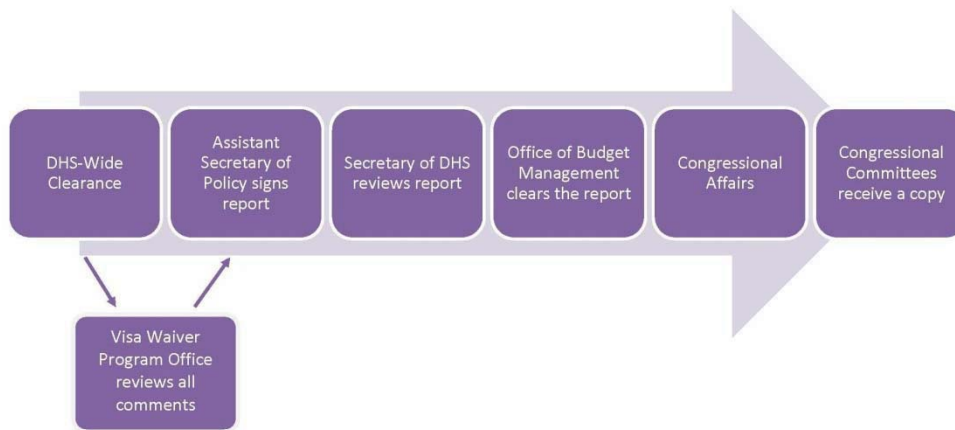 DHS-Wide
Clearance
Assistant
Secretary of
Policy signs
report
Secretary of DHS
reviews report
Office of Budget
Management
clears the report
Congressional
Affairs
Congressional
Committees
receive a copy
Visa Waiver
Program Office
reviews all
comments